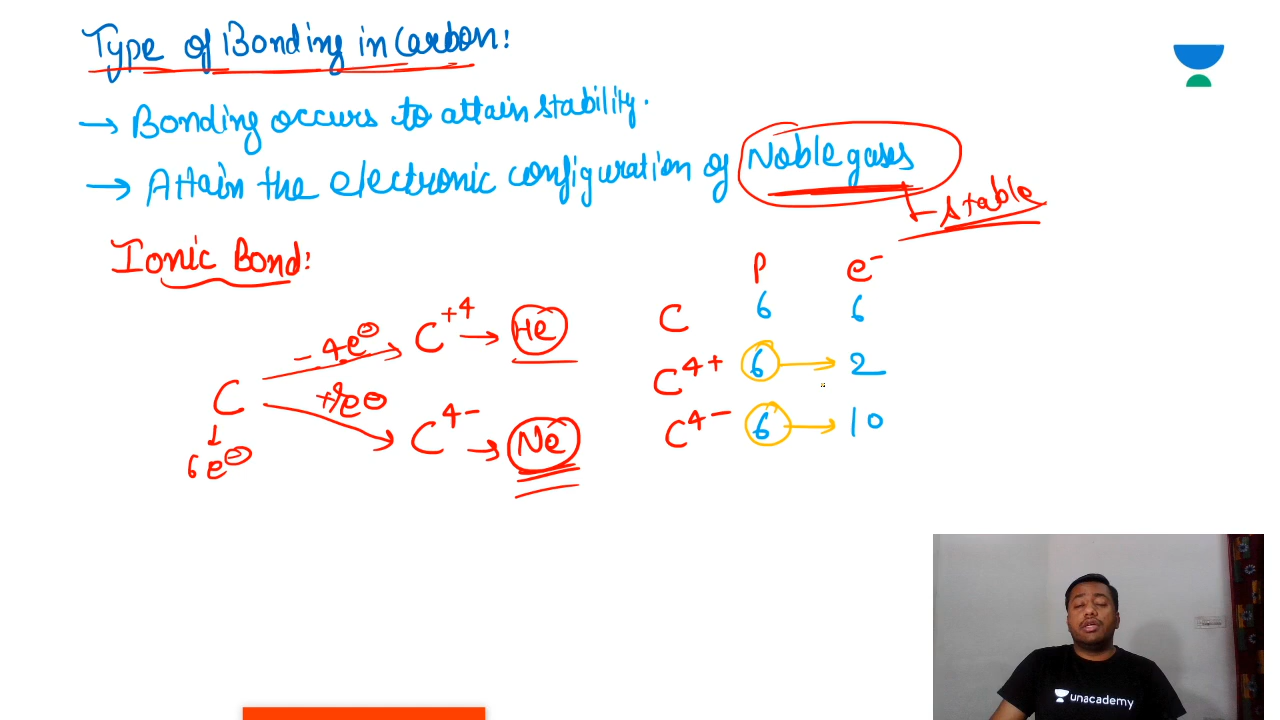 Type of Bonding in Carbon:
→ Bonding occurs to attain stability.
→ Attain the electronic configuration of Noble gases
↳ Stable
Ionic Bond:
P e⁻
C 6 6
C⁴⁺ 6 → 2
C⁴⁻ 6 → 10
- 4e⊖ C⁺⁴ → He
C
+4e⊖ C⁴⁻ → Ne
6e⊖
unacademy